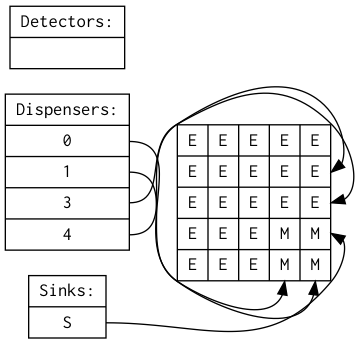 Detectors:
Dispensers:
0
1
3
4
E E E E E
E E E E E
E E E E E
E E E M M
E E E M M
Sinks:
S